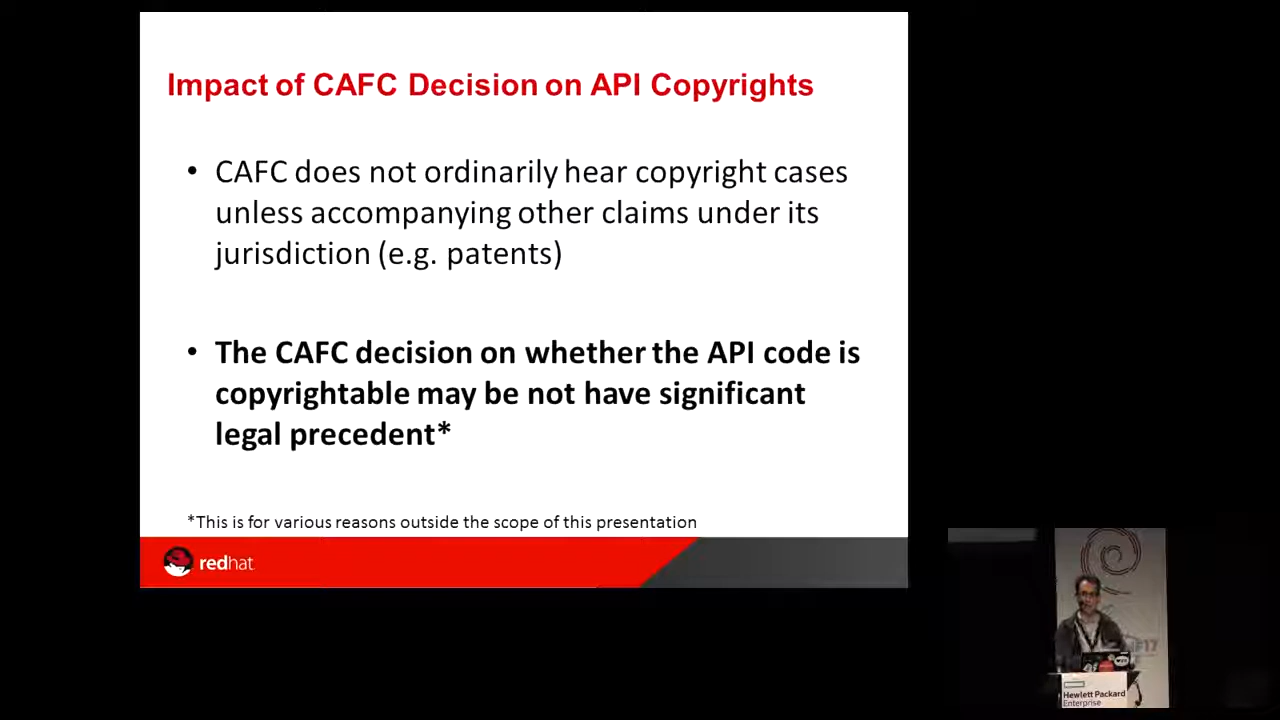 Impact of CAFC Decision on API Copyrights
• CAFC does not ordinarily hear copyright cases
unless accompanying other claims under its
jurisdiction (e.g. patents)
• The CAFC decision on whether the API code is
copyrightable may be not have significant
legal precedent*
*This is for various reasons outside the scope of this presentation
redhat.
Hewlett Packard
Enterprise